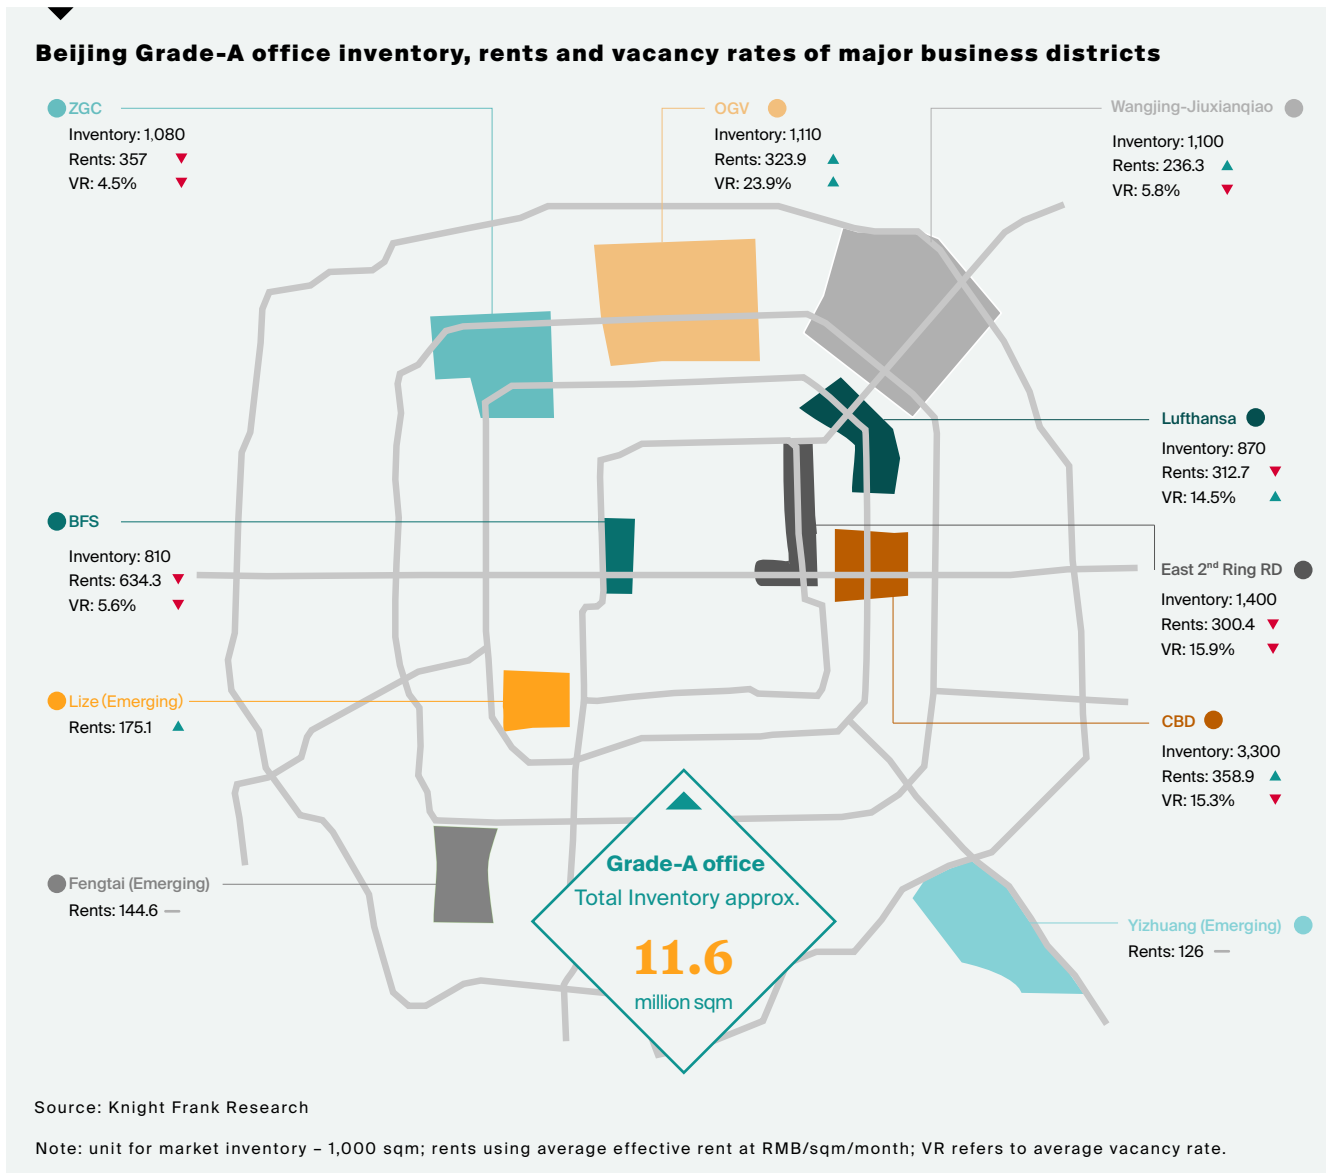 Beijing Grade-A office inventory, rents and vacancy rates of major business districts
ZGC
Inventory: 1,080
Rents: 357
VR: 4.5%
OGV
Inventory: 1,110
Rents: 323.9
VR: 23.9%
Wangjing-Jiuxianqiao
Inventory: 1,100
Rents: 236.3
VR: 5.8%
Lufthansa
Inventory: 870
Rents: 312.7
VR: 14.5%
BFS
Inventory: 810
Rents: 634.3
VR: 5.6%
East 2nd Ring RD
Inventory: 1,400
Rents: 300.4
VR: 15.9%
Lize (Emerging)
Rents: 175.1
CBD
Inventory: 3,300
Rents: 358.9
VR: 15.3%
Fengtai (Emerging)
Rents: 144.6 —
Grade-A office
Total Inventory approx.
11.6
million sqm
Yizhuang (Emerging)
Rents: 126 —
Source: Knight Frank Research
Note: unit for market inventory – 1,000 sqm; rents using average effective rent at RMB/sqm/month; VR refers to average vacancy rate.